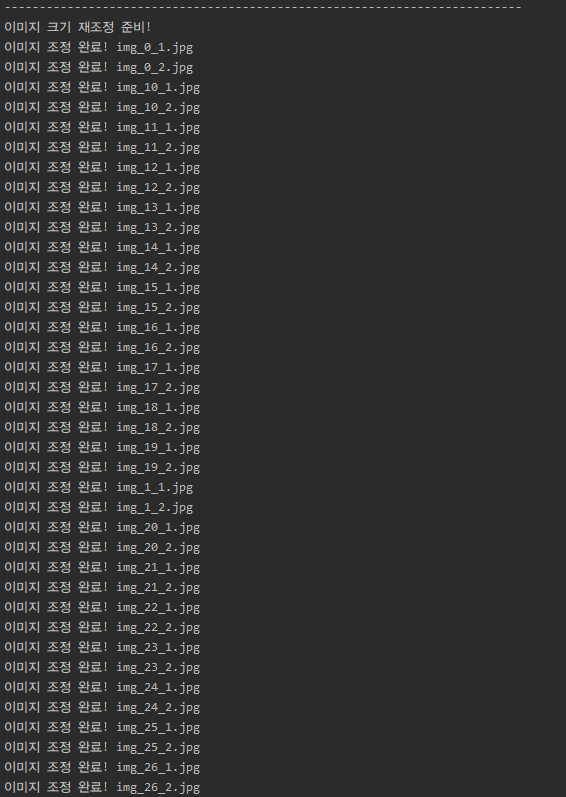 --------------------------------------------------------------------------
이미지 크기 재조정 준비!
이미지 조정 완료! img_0_1.jpg
이미지 조정 완료! img_0_2.jpg
이미지 조정 완료! img_10_1.jpg
이미지 조정 완료! img_10_2.jpg
이미지 조정 완료! img_11_1.jpg
이미지 조정 완료! img_11_2.jpg
이미지 조정 완료! img_12_1.jpg
이미지 조정 완료! img_12_2.jpg
이미지 조정 완료! img_13_1.jpg
이미지 조정 완료! img_13_2.jpg
이미지 조정 완료! img_14_1.jpg
이미지 조정 완료! img_14_2.jpg
이미지 조정 완료! img_15_1.jpg
이미지 조정 완료! img_15_2.jpg
이미지 조정 완료! img_16_1.jpg
이미지 조정 완료! img_16_2.jpg
이미지 조정 완료! img_17_1.jpg
이미지 조정 완료! img_17_2.jpg
이미지 조정 완료! img_18_1.jpg
이미지 조정 완료! img_18_2.jpg
이미지 조정 완료! img_19_1.jpg
이미지 조정 완료! img_19_2.jpg
이미지 조정 완료! img_1_1.jpg
이미지 조정 완료! img_1_2.jpg
이미지 조정 완료! img_20_1.jpg
이미지 조정 완료! img_20_2.jpg
이미지 조정 완료! img_21_1.jpg
이미지 조정 완료! img_21_2.jpg
이미지 조정 완료! img_22_1.jpg
이미지 조정 완료! img_22_2.jpg
이미지 조정 완료! img_23_1.jpg
이미지 조정 완료! img_23_2.jpg
이미지 조정 완료! img_24_1.jpg
이미지 조정 완료! img_24_2.jpg
이미지 조정 완료! img_25_1.jpg
이미지 조정 완료! img_25_2.jpg
이미지 조정 완료! img_26_1.jpg
이미지 조정 완료! img_26_2.jpg